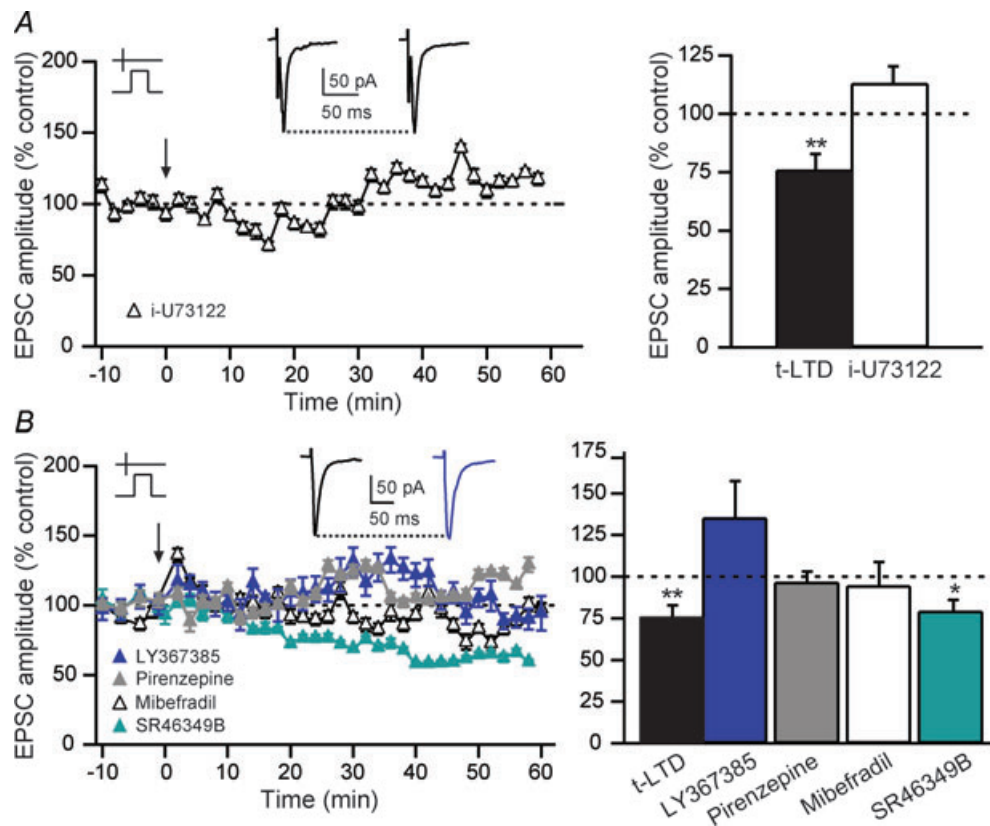 A
EPSC amplitude (% control)
200
150
100
50
0
-10
0
10
20
30
40
50
60
Time (min)
50 pA
50 ms
i-U73122
EPSC amplitude (% control)
125
100
75
50
25
0
**
t-LTD
i-U73122
B
EPSC amplitude (% control)
200
150
100
50
0
-10
0
10
20
30
40
50
60
Time (min)
50 pA
50 ms
LY367385
Pirenzepine
Mibefradil
SR46349B
EPSC amplitude (% control)
175
150
125
100
75
50
25
0
**
*
t-LTD
LY367385
Pirenzepine
Mibefradil
SR46349B